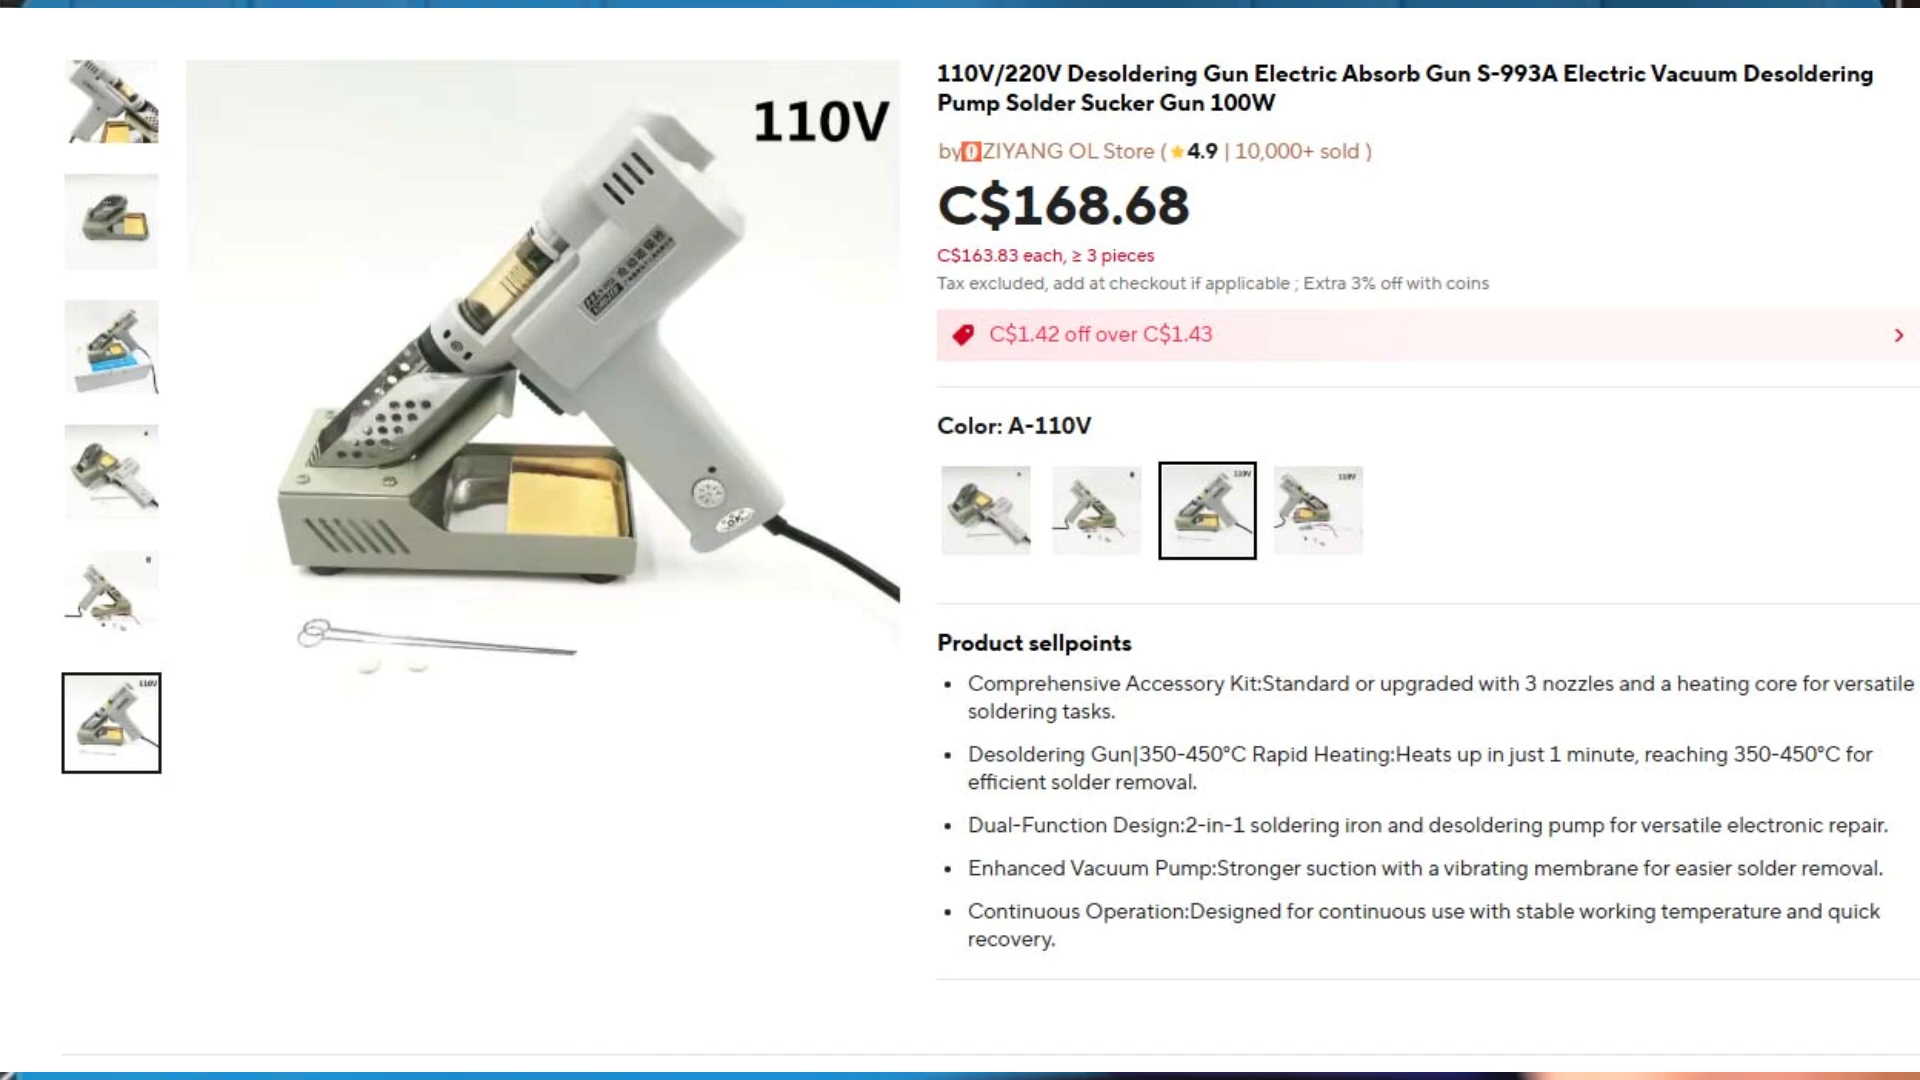 110V
110V/220V Desoldering Gun Electric Absorb Gun S-993A Electric Vacuum Desoldering
Pump Solder Sucker Gun 100W
by ZIYANG OL Store ( 4.9 | 10,000+ sold )
C$168.68
C$163.83 each, ≥ 3 pieces
Tax excluded, add at checkout if applicable ; Extra 3% off with coins
C$1.42 off over C$1.43
Color: A-110V
110V
110V
Product sellpoints
Comprehensive Accessory Kit:Standard or upgraded with 3 nozzles and a heating core for versatile
soldering tasks.
Desoldering Gun|350-450°C Rapid Heating:Heats up in just 1 minute, reaching 350-450°C for
efficient solder removal.
Dual-Function Design:2-in-1 soldering iron and desoldering pump for versatile electronic repair.
Enhanced Vacuum Pump:Stronger suction with a vibrating membrane for easier solder removal.
Continuous Operation:Designed for continuous use with stable working temperature and quick
recovery.
110V
OK